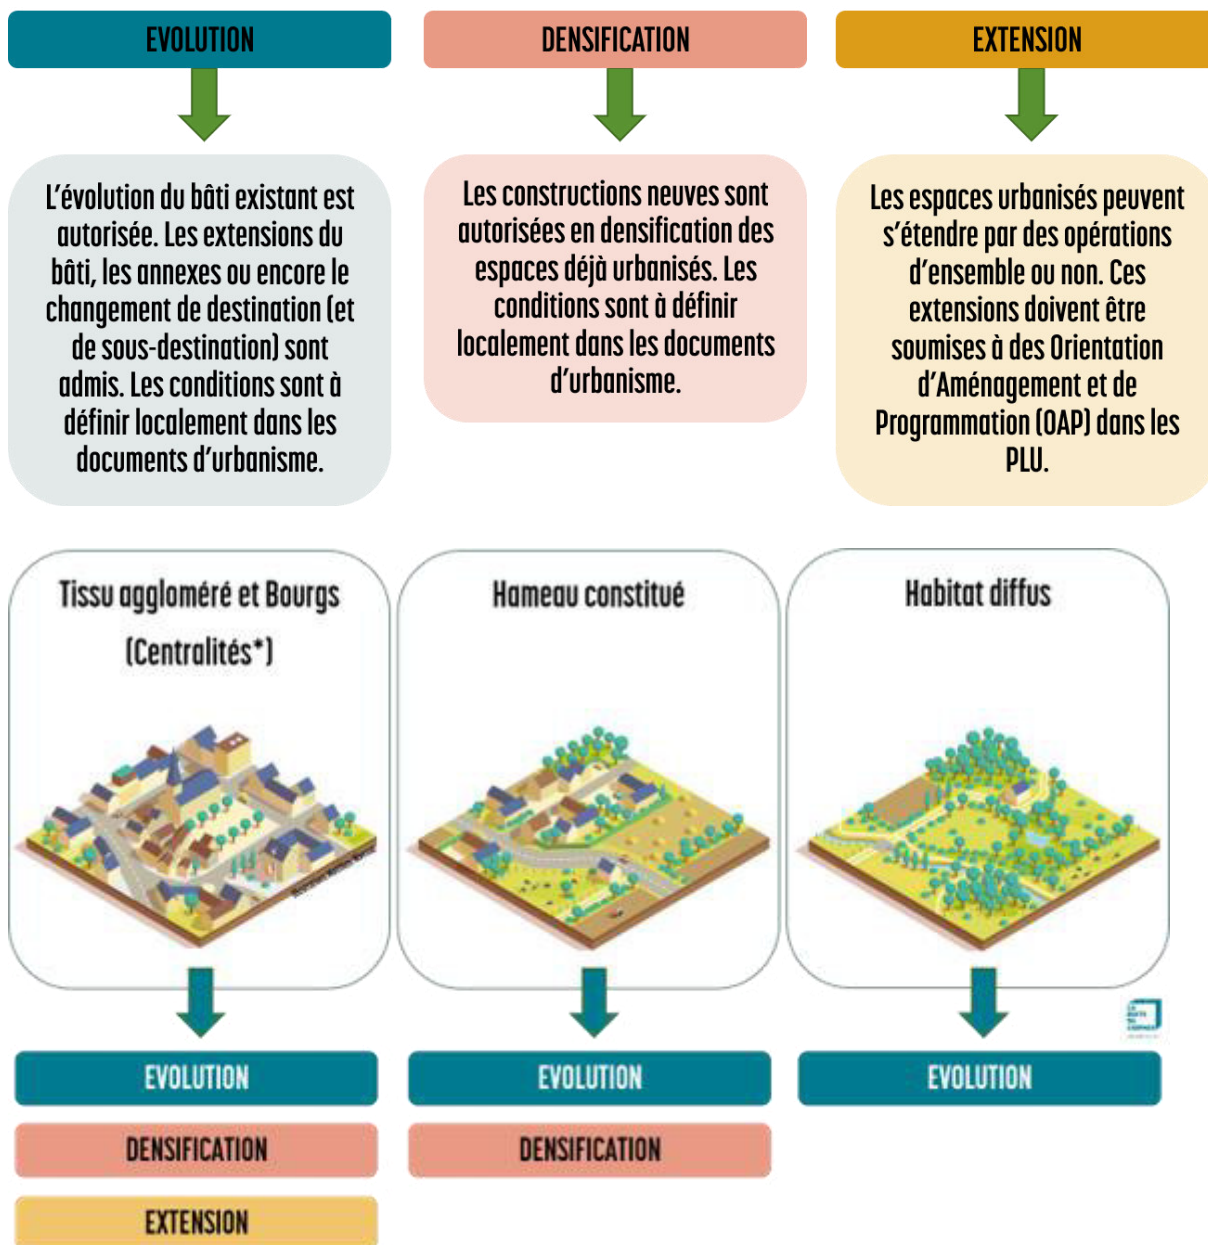 EVOLUTION
DENSIFICATION
EXTENSION
L'évolution du bâti existant est
autorisée. Les extensions du
bâti, les annexes ou encore le
changement de destination (et
de sous-destination) sont
admis. Les conditions sont à
définir localement dans les
documents d'urbanisme.
Les constructions neuves sont
autorisées en densification des
espaces déjà urbanisés. Les
conditions sont à définir
localement dans les documents
d'urbanisme.
Les espaces urbanisés peuvent
s'étendre par des opérations
d'ensemble ou non. Ces
extensions doivent être
soumises à des Orientation
d'Aménagement et de
Programmation (OAP) dans les
PLU.
Tissu aggloméré et Bourgs
(Centralités*)
Hameau constitué
Habitat diffus
EVOLUTION
DENSIFICATION
EXTENSION
EVOLUTION
DENSIFICATION
EVOLUTION